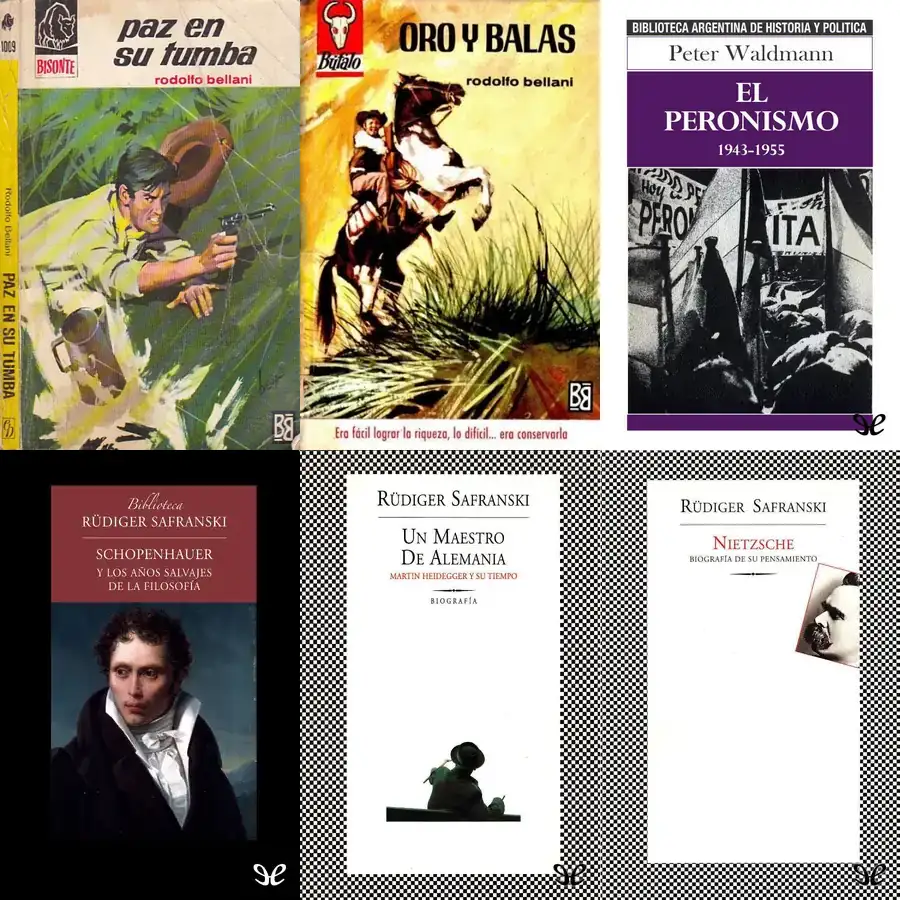 1009
BISONTE
paz en
su tumba
rodolfo bellani
Rodolfo Bellani
PAZ EN SU TUMBA
BB
Búfalo
ORO Y BALAS
rodolfo bellani
BB
Era fácil lograr la riqueza, lo difícil... era conservarla
BIBLIOTECA ARGENTINA DE HISTORIA Y POLITICA
Peter Waldmann
EL
PERONISMO
1943-1955
PERON
ITA
Biblioteca
RÜDIGER SAFRANSKI
SCHOPENHAUER
Y LOS AÑOS SALVAJES
DE LA FILOSOFÍA
RÜDIGER SAFRANSKI
UN MAESTRO
DE ALEMANIA
MARTIN HEIDEGGER Y SU TIEMPO
BIOGRAFÍA
RÜDIGER SAFRANSKI
NIETZSCHE
BIOGRAFÍA DE SU PENSAMIENTO